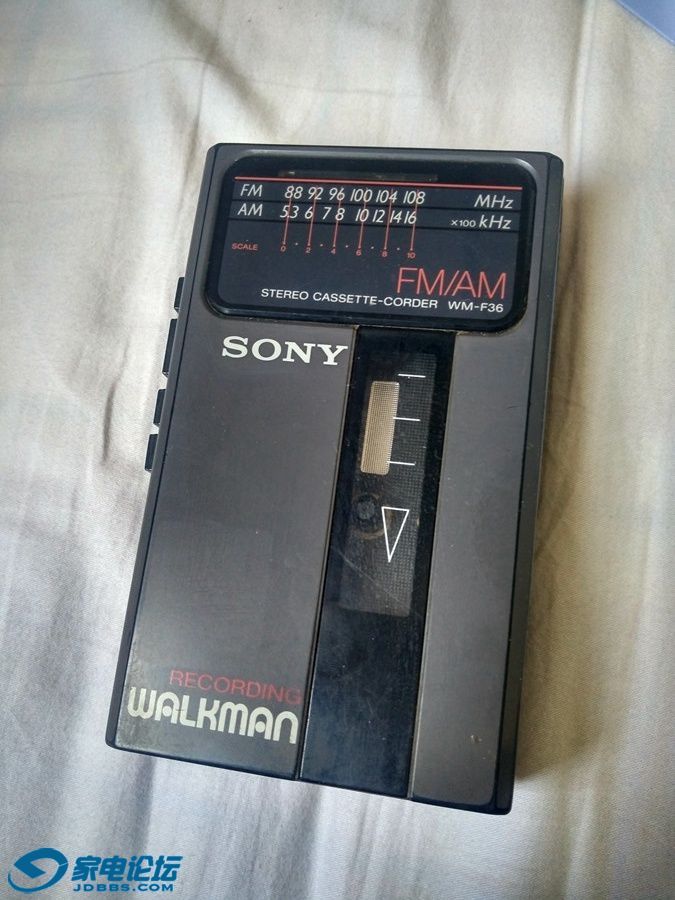 FM 88 92 96 100 104 108 MHz
AM 53 6 7 8 10 12 14 16 x100 kHz
SCALE 0 · 2 · 4 · 6 · 8 · 10
FM/AM
STEREO CASSETTE-CORDER WM-F36
SONY
RECORDING
WALKMAN
家电论坛
JDBBS.COM